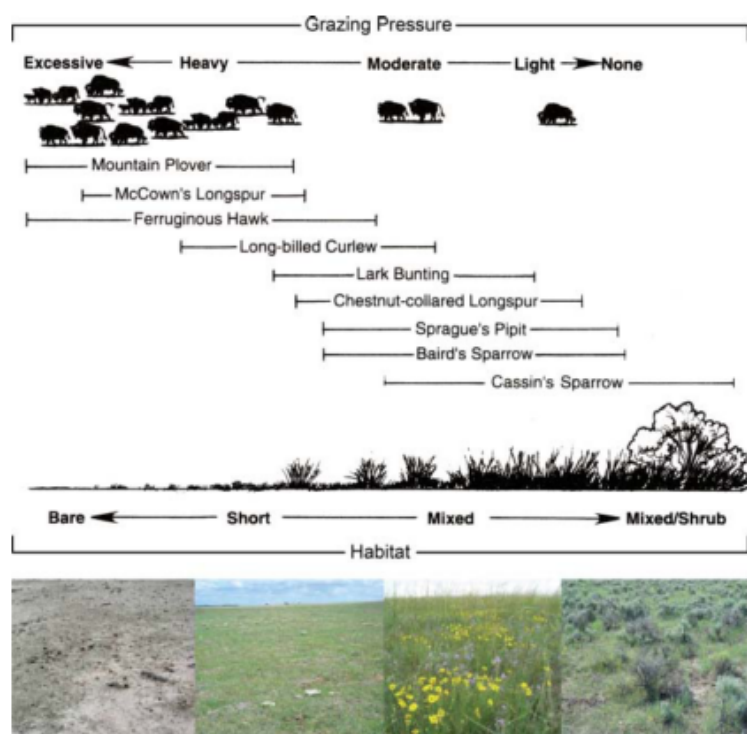 Grazing Pressure
Excessive Heavy Moderate Light None
Mountain Plover
McCown's Longspur
Ferruginous Hawk
Long-billed Curlew
Lark Bunting
Chestnut-collared Longspur
Sprague's Pipit
Baird's Sparrow
Cassin's Sparrow
Bare Short Mixed Mixed/Shrub
Habitat